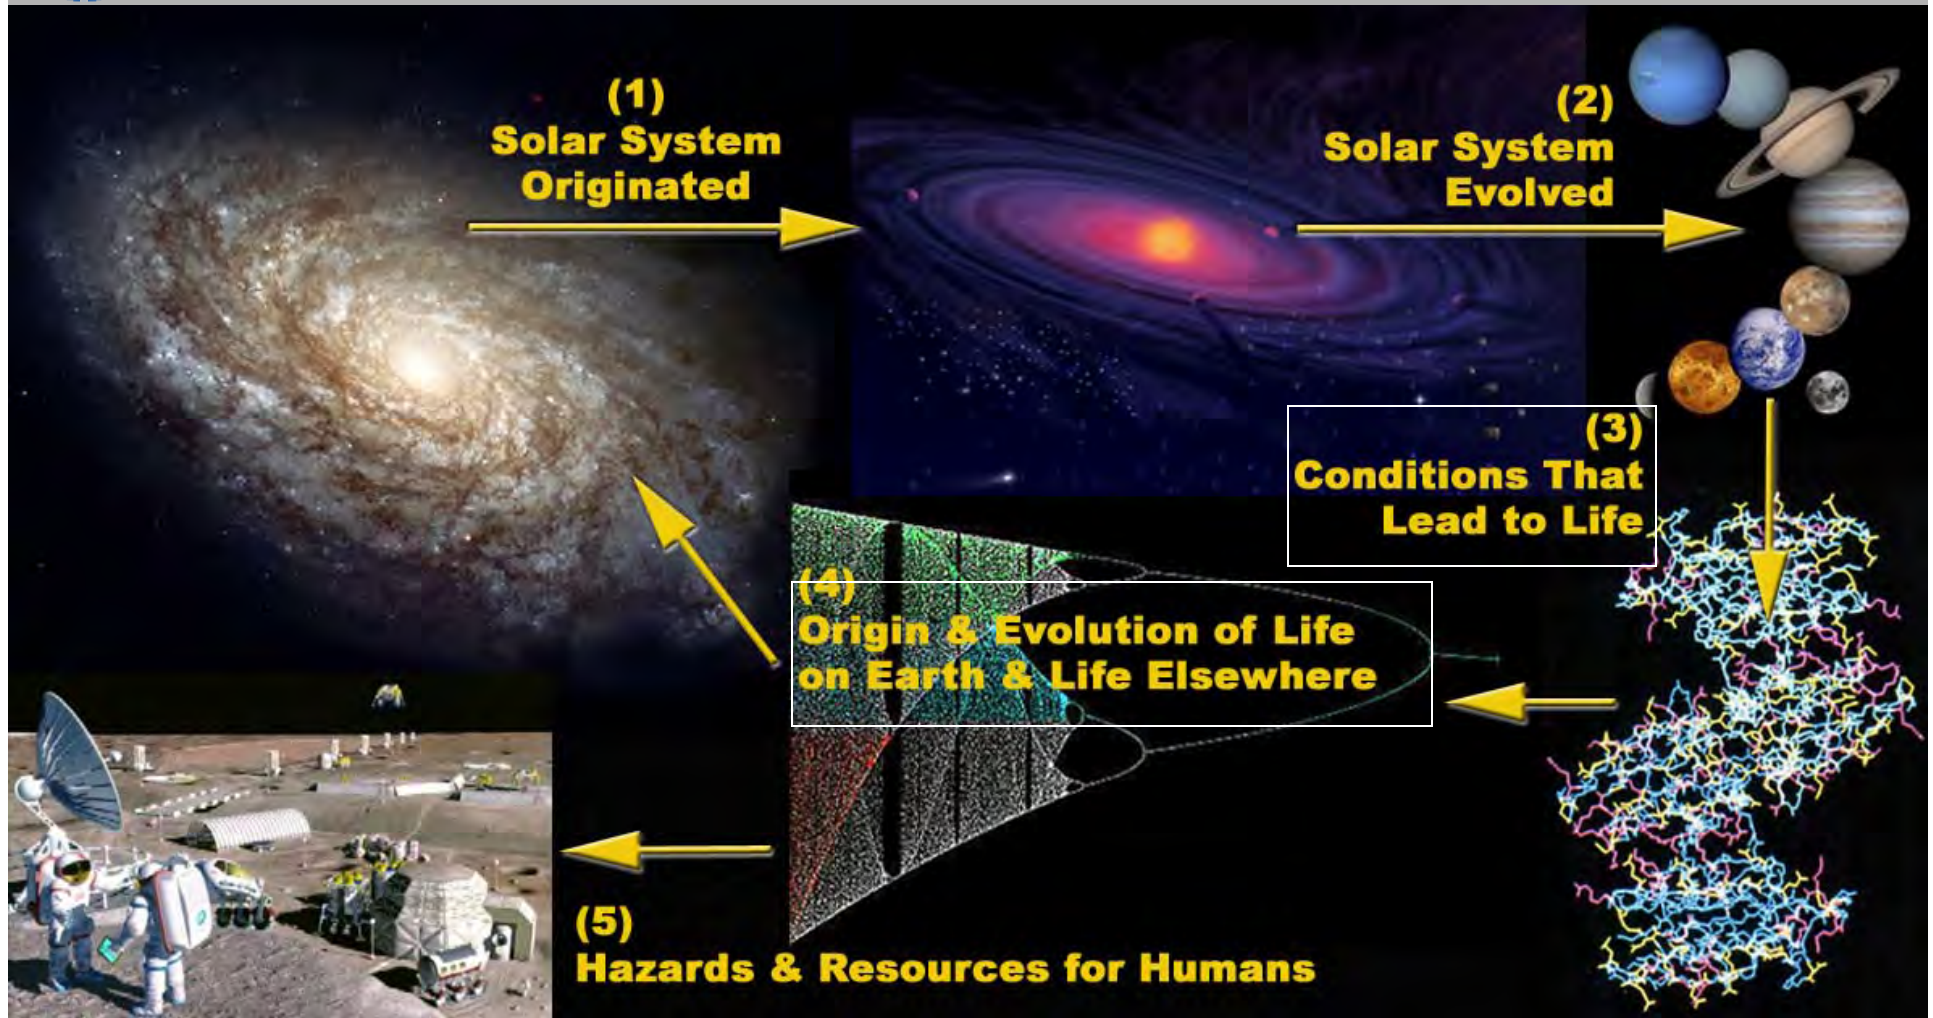 (1)
Solar System
Originated
(2)
Solar System
Evolved
(3)
Conditions That
Lead to Life
(4)
Origin & Evolution of Life
on Earth & Life Elsewhere
(5)
Hazards & Resources for Humans